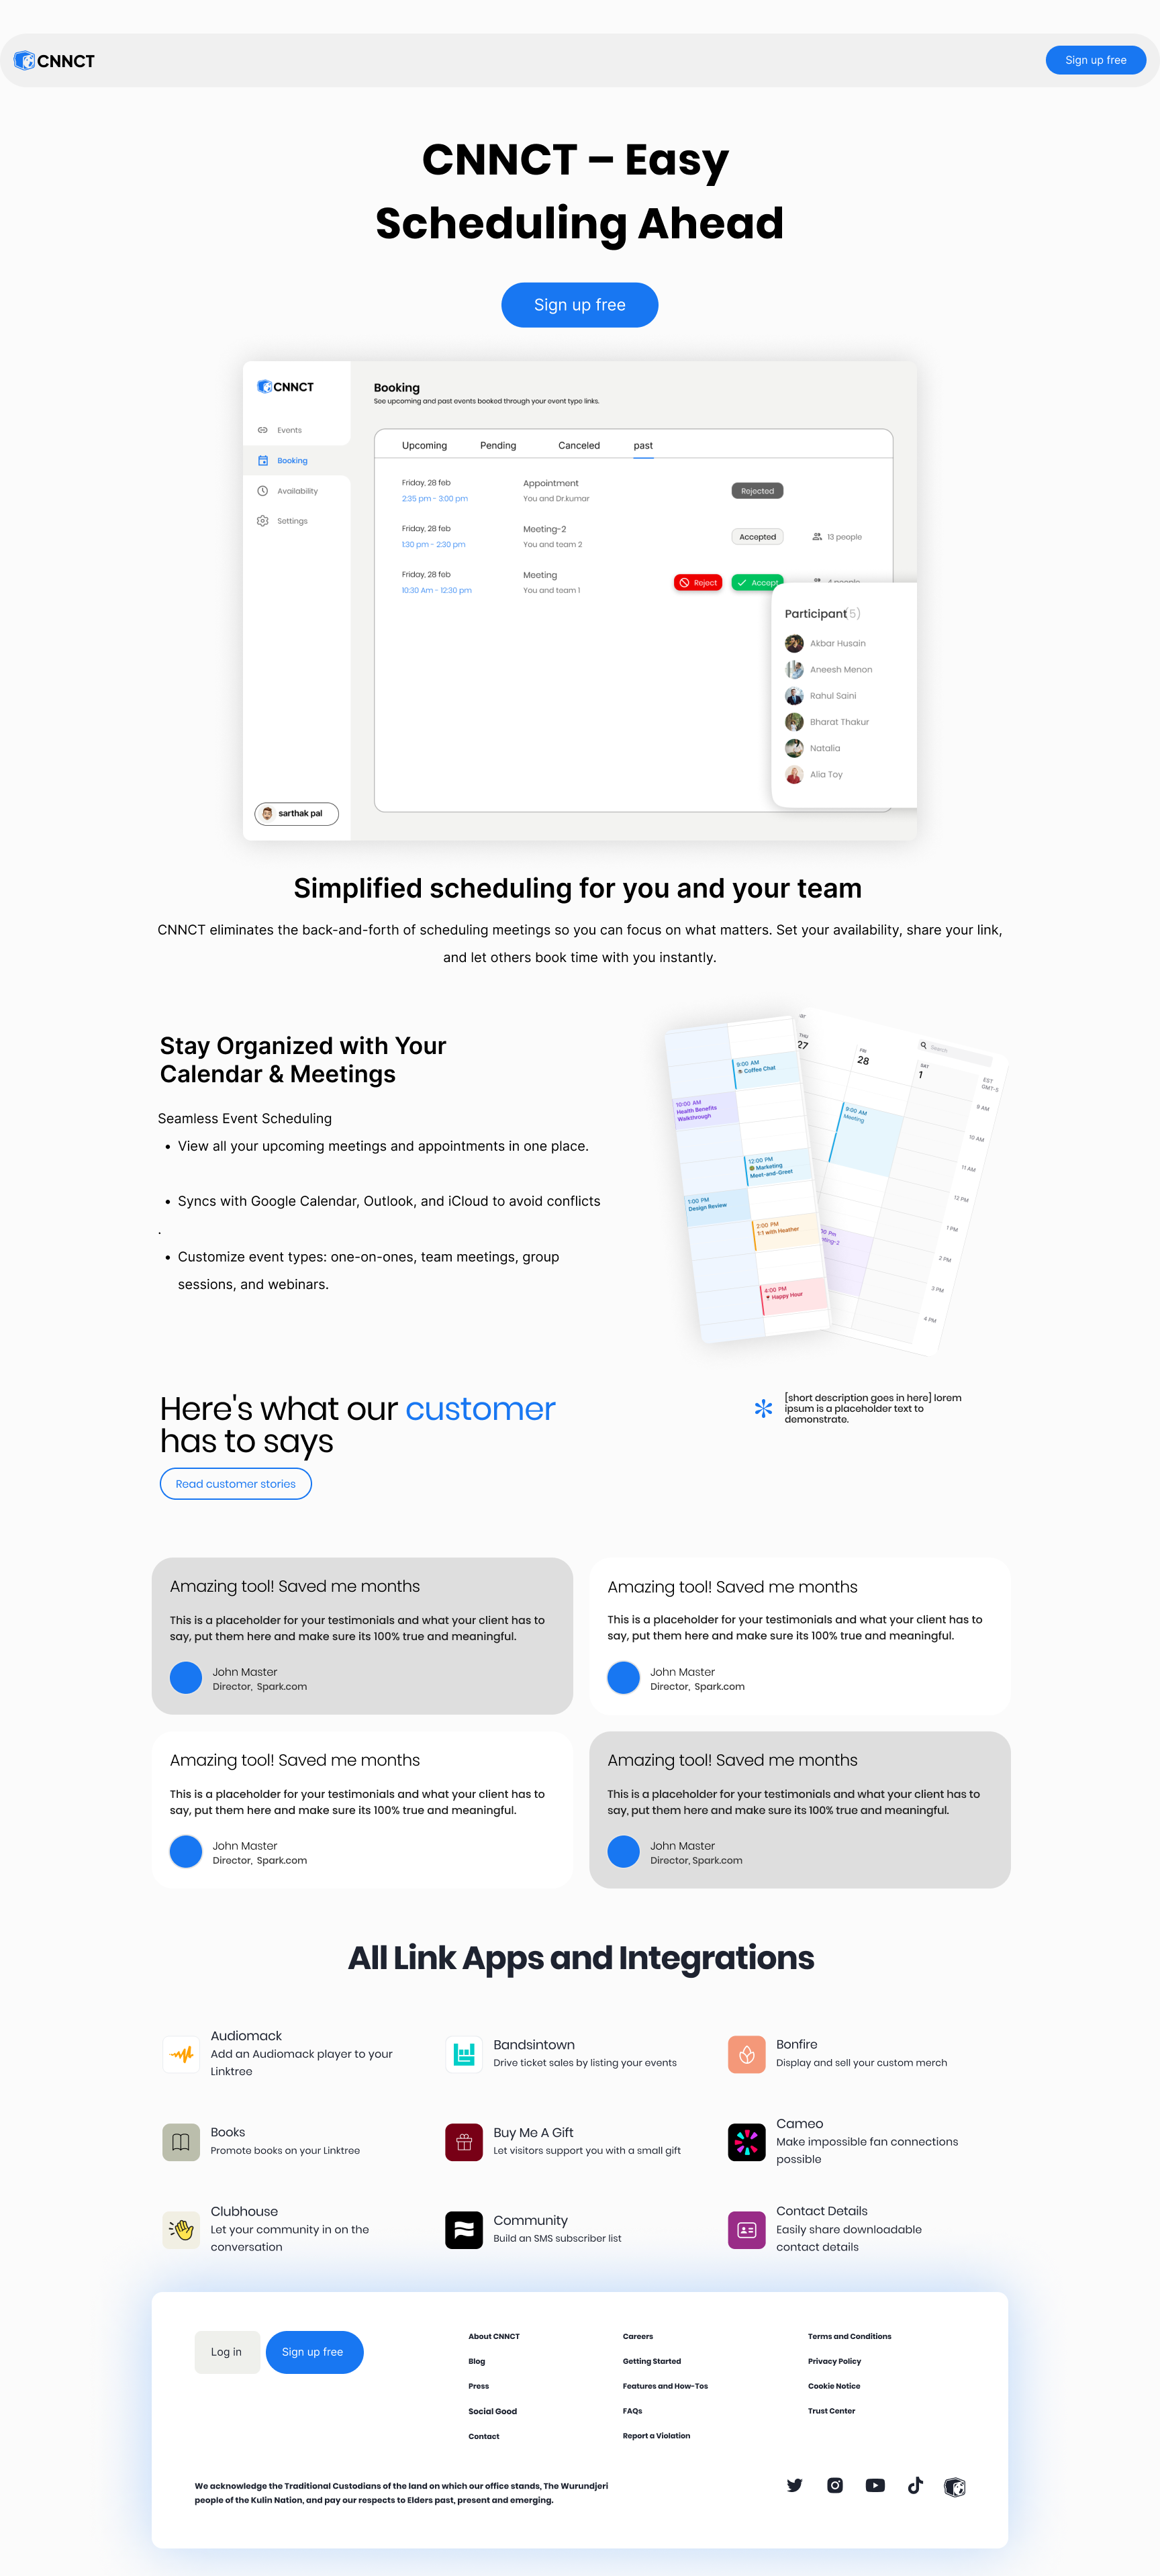 CNNCT
Sign up free
CNNCT – Easy
Scheduling Ahead
Sign up free
CNNCT
Events
Booking
Availability
Settings
sarthak pal
Booking
See upcoming and past events booked through your event type links.
Upcoming Pending Canceled past
Friday, 28 feb Appointment
Rejected
2:35 pm - 3:00 pm You and Dr.kumar
Friday, 28 feb Meeting-2
Accepted 13 people
1:30 pm - 2:30 pm You and team 2
Friday, 28 feb Meeting
Reject Accept 4 people
10:30 Am - 12:30 pm You and team 1
Participant (5)
Akbar Husain
Aneesh Menon
Rahul Saini
Bharat Thakur
Natalia
Alia Toy
Simplified scheduling for you and your team
CNNCT eliminates the back-and-forth of scheduling meetings so you can focus on what matters. Set your availability, share your link,
and let others book time with you instantly.
Stay Organized with Your
Calendar & Meetings
Seamless Event Scheduling
• View all your upcoming meetings and appointments in one place.
• Syncs with Google Calendar, Outlook, and iCloud to avoid conflicts
.
• Customize event types: one-on-ones, team meetings, group
sessions, and webinars.
9:00 AM
Coffee Chat
10:00 AM
Health Benefits
Walkthrough
12:00 PM
Marketing
Meet-and-Greet
1:00 PM
Design Review
2:00 PM
1:1 with Heather
4:00 PM
Happy Hour
THU
27
FRI
28
Search
SAT
1
EST
GMT-5
9:00 AM
Meeting
9 AM
10 AM
11 AM
12 PM
1 PM
2 PM
3 PM
4 PM
Here's what our customer
has to says
Read customer stories
[short description goes in here] lorem
ipsum is a placeholder text to
demonstrate.
Amazing tool! Saved me months
This is a placeholder for your testimonials and what your client has to
say, put them here and make sure its 100% true and meaningful.
John Master
Director, Spark.com
Amazing tool! Saved me months
This is a placeholder for your testimonials and what your client has to
say, put them here and make sure its 100% true and meaningful.
John Master
Director, Spark.com
Amazing tool! Saved me months
This is a placeholder for your testimonials and what your client has to
say, put them here and make sure its 100% true and meaningful.
John Master
Director, Spark.com
Amazing tool! Saved me months
This is a placeholder for your testimonials and what your client has to
say, put them here and make sure its 100% true and meaningful.
John Master
Director, Spark.com
All Link Apps and Integrations
Audiomack
Add an Audiomack player to your
Linktree
Bandsintown
Drive ticket sales by listing your events
Bonfire
Display and sell your custom merch
Books
Promote books on your Linktree
Buy Me A Gift
Let visitors support you with a small gift
Cameo
Make impossible fan connections
possible
Clubhouse
Let your community in on the
conversation
Community
Build an SMS subscriber list
Contact Details
Easily share downloadable
contact details
Log in
Sign up free
About CNNCT
Blog
Press
Social Good
Contact
Careers
Getting Started
Features and How-Tos
FAQs
Report a Violation
Terms and Conditions
Privacy Policy
Cookie Notice
Trust Center
We acknowledge the Traditional Custodians of the land on which our office stands, The Wurundjeri
people of the Kulin Nation, and pay our respects to Elders past, present and emerging.